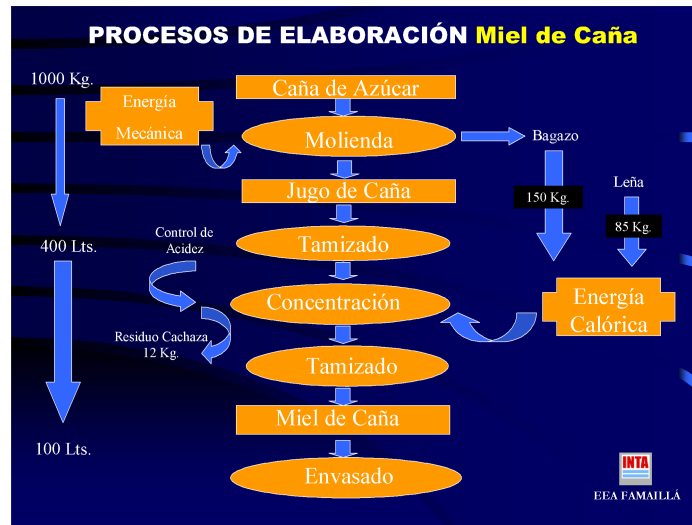 PROCESOS DE ELABORACIÓN Miel de Caña
1000 Kg.
Caña de Azúcar
Energía
Mecánica
Molienda
Bagazo
Jugo de Caña
150 Kg.
Leña
85 Kg.
400 Lts.
Control de
Acidez
Tamizado
Concentración
Energía
Calórica
Residuo Cachaza
12 Kg.
Tamizado
Miel de Caña
100 Lts.
Envasado
INTA
EEA FAMAILLÁ